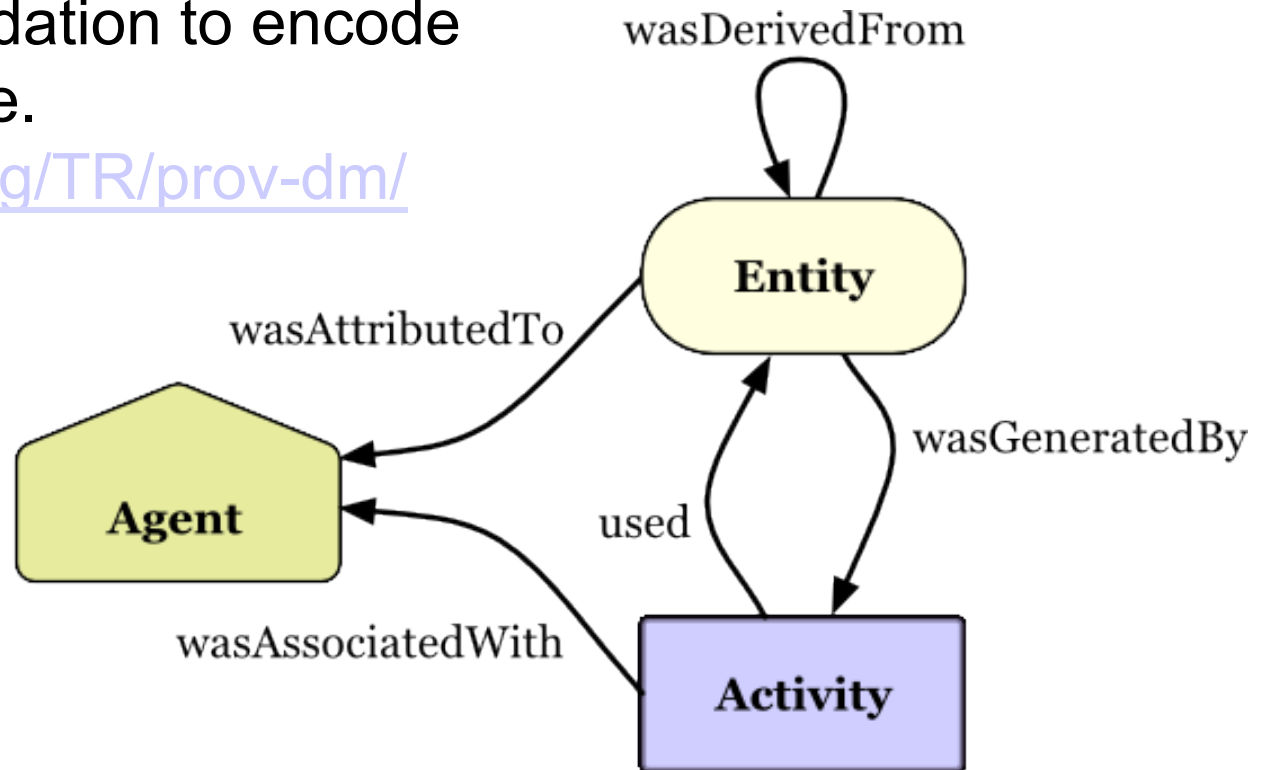 dation to encode
e.
g/TR/prov-dm/
wasDerivedFrom
Entity
wasAttributedTo
wasGeneratedBy
Agent
used
wasAssociatedWith
Activity